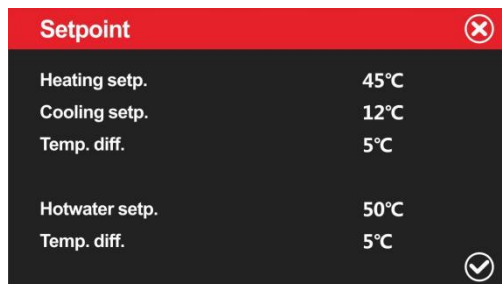 Setpoint
Heating setp. 45℃
Cooling setp. 12℃
Temp. diff. 5℃
Hotwater setp. 50℃
Temp. diff. 5℃